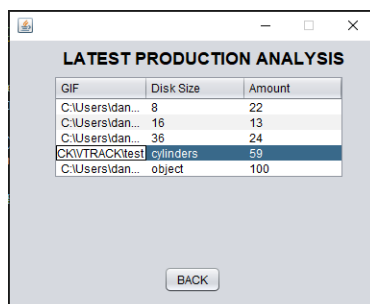 LATEST PRODUCTION ANALYSIS
GIF Disk Size Amount
C:\Users\dan... 8 22
C:\Users\dan... 16 13
C:\Users\dan... 36 24
CK\VTRACK\test cylinders 59
C:\Users\dan... object 100
BACK